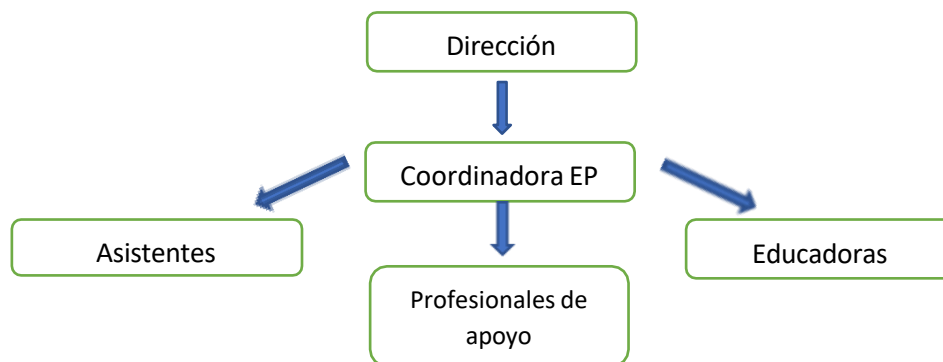 Dirección
Coordinadora EP
Asistentes
Educadoras
Profesionales de
apoyo